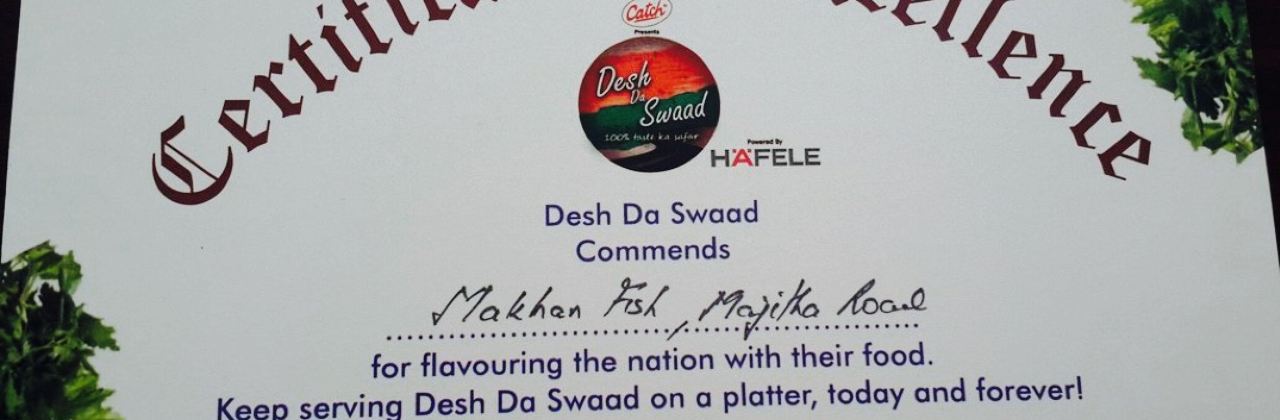 Certificate of Excellence
Catch
Presents
Desh
Da
Swaad
100% taste ka safar
Powered By
HÄFELE
Desh Da Swaad
Commends
Makhan Fish, Majitha Road
for flavouring the nation with their food.
Keep serving Desh Da Swaad on a platter, today and forever!